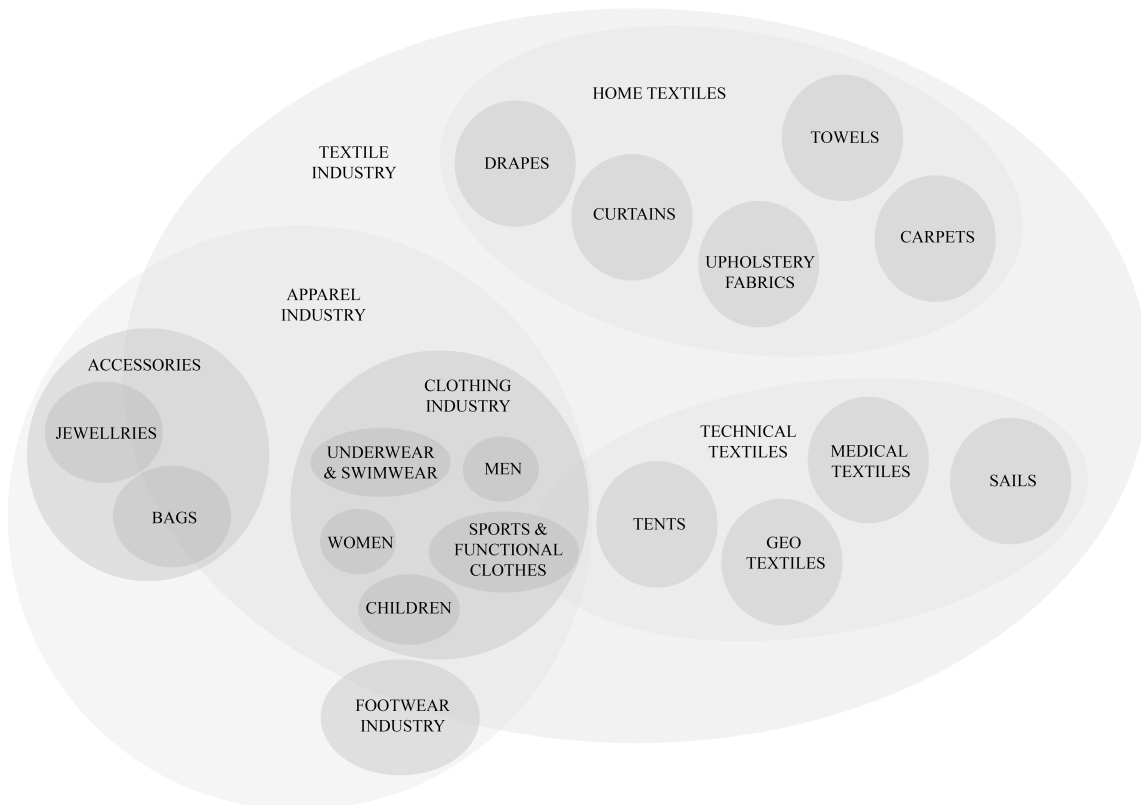 HOME TEXTILES
TOWELS
TEXTILE
INDUSTRY
DRAPES
CURTAINS
CARPETS
UPHOLSTERY
FABRICS
APPAREL
INDUSTRY
ACCESSORIES
JEWELLRIES
BAGS
CLOTHING
INDUSTRY
UNDERWEAR
& SWIMWEAR
MEN
WOMEN
SPORTS &
FUNCTIONAL
CLOTHES
CHILDREN
FOOTWEAR
INDUSTRY
TECHNICAL
TEXTILES
MEDICAL
TEXTILES
SAILS
TENTS
GEO
TEXTILES